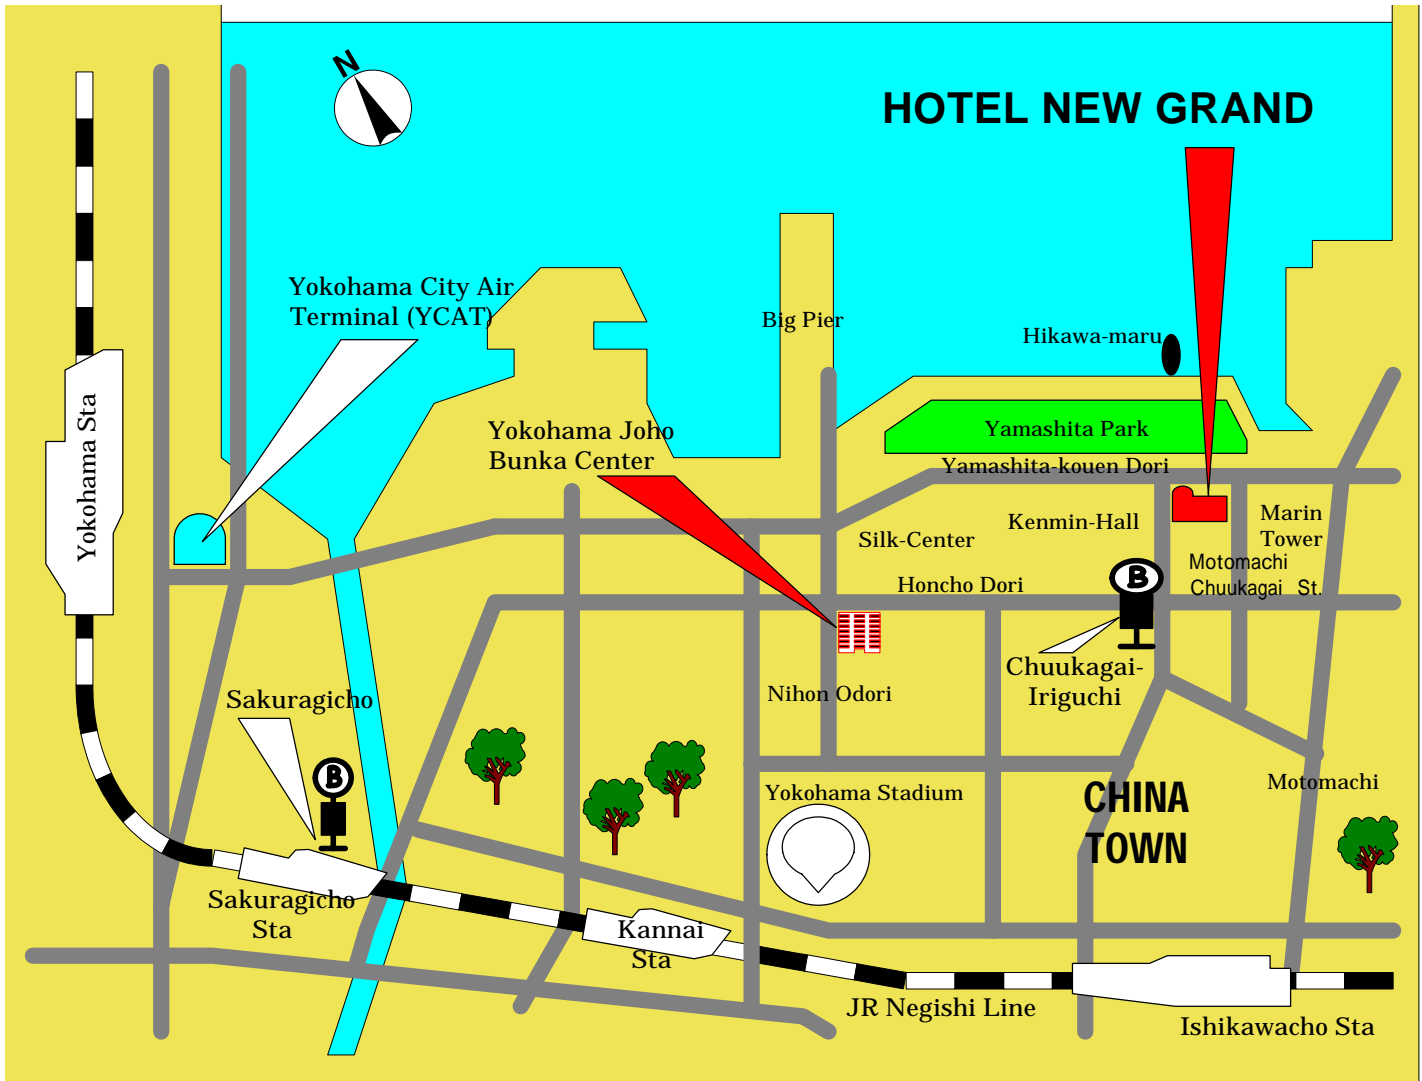 N
HOTEL NEW GRAND
Yokohama City Air
Terminal (YCAT)
Big Pier
Hikawa-maru
Yokohama Sta
Yokohama Joho
Bunka Center
Yamashita Park
Yamashita-kouen Dori
Kenmin-Hall
Marin
Tower
Silk-Center
Motomachi
Chuukagai St.
Honcho Dori
B
Chuukagai-
Iriguchi
Nihon Odori
Sakuragicho
B
Yokohama Stadium
Motomachi
CHINA
TOWN
Sakuragicho
Sta
Kannai
Sta
JR Negishi Line
Ishikawacho Sta